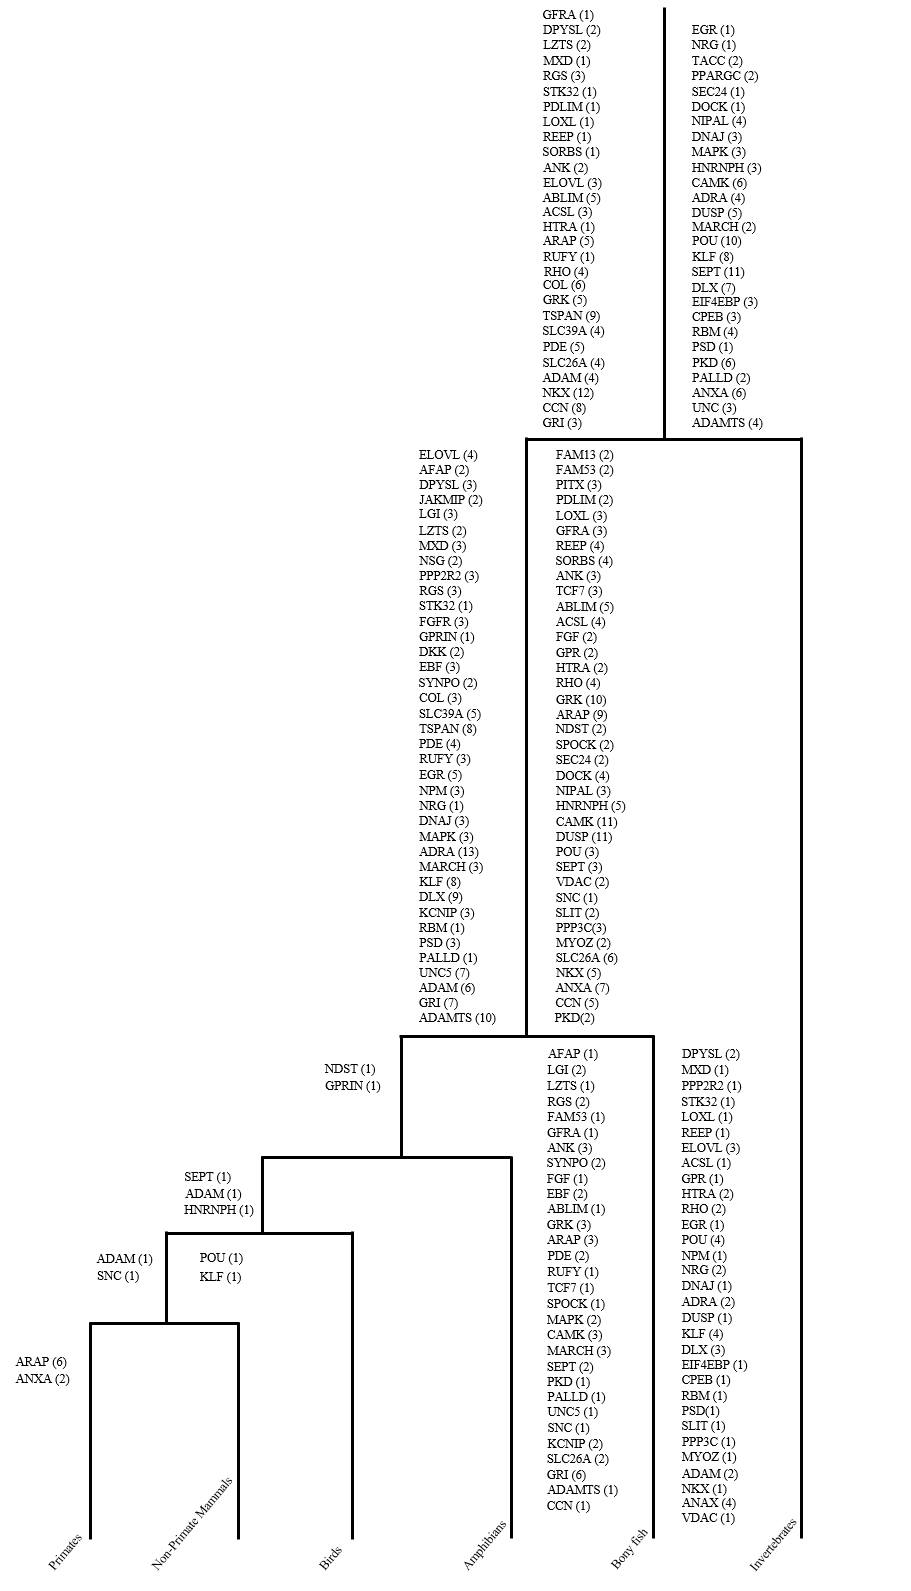 GFRA (1)
DPYSL (2)
LZTS (2)
MXD (1)
RGS (3)
STK32 (1)
PDLIM (1)
LOXL (1)
REEP (1)
SORBS (1)
ANK (2)
ELOVL (3)
ABLIM (5)
ACSL (3)
HTRA (1)
ARAP (5)
RUFY (1)
RHO (4)
COL (6)
GRK (5)
TSPAN (9)
SLC39A (4)
PDE (5)
SLC26A (4)
ADAM (4)
NKX (12)
CCN (8)
GRI (3)
EGR (1)
NRG (1)
TACC (2)
PPARGC (2)
SEC24 (1)
DOCK (1)
NIPAL (4)
DNAJ (3)
MAPK (3)
HNRNPH (3)
CAMK (6)
ADRA (4)
DUSP (5)
MARCH (2)
POU (10)
KLF (8)
SEPT (11)
DLX (7)
EIF4EBP (3)
CPEB (3)
RBM (4)
PSD (1)
PKD (6)
PALLD (2)
ANXA (6)
UNC (3)
ADAMTS (4)
ELOVL (4)
AFAP (2)
DPYSL (3)
JAKMIP (2)
LGI (3)
LZTS (2)
MXD (3)
NSG (2)
PPP2R2 (3)
RGS (3)
STK32 (1)
FGFR (3)
GPRIN (1)
DKK (2)
EBF (3)
SYNPO (2)
COL (3)
SLC39A (5)
TSPAN (8)
PDE (4)
RUFY (3)
EGR (5)
NPM (3)
NRG (1)
DNAJ (3)
MAPK (3)
ADRA (13)
MARCH (3)
KLF (8)
DLX (9)
KCNIP (3)
RBM (1)
PSD (3)
PALLD (1)
UNC5 (7)
ADAM (6)
GRI (7)
ADAMTS (10)
FAM13 (2)
FAM53 (2)
PITX (3)
PDLIM (2)
LOXL (3)
GFRA (3)
REEP (4)
SORBS (4)
ANK (3)
TCF7 (3)
ABLIM (5)
ACSL (4)
FGF (2)
GPR (2)
HTRA (2)
RHO (4)
GRK (10)
ARAP (9)
NDST (2)
SPOCK (2)
SEC24 (2)
DOCK (4)
NIPAL (3)
HNRNPH (5)
CAMK (11)
DUSP (11)
POU (3)
SEPT (3)
VDAC (2)
SNC (1)
SLIT (2)
PPP3C(3)
MYOZ (2)
SLC26A (6)
NKX (5)
ANXA (7)
CCN (5)
PKD(2)
NDST (1)
GPRIN (1)
AFAP (1)
LGI (2)
LZTS (1)
RGS (2)
FAM53 (1)
GFRA (1)
ANK (3)
SYNPO (2)
FGF (1)
EBF (2)
ABLIM (1)
GRK (3)
ARAP (3)
PDE (2)
RUFY (1)
TCF7 (1)
SPOCK (1)
MAPK (2)
CAMK (3)
MARCH (3)
SEPT (2)
PKD (1)
PALLD (1)
UNC5 (1)
SNC (1)
KCNIP (2)
SLC26A (2)
GRI (6)
ADAMTS (1)
CCN (1)
DPYSL (2)
MXD (1)
PPP2R2 (1)
STK32 (1)
LOXL (1)
REEP (1)
ELOVL (3)
ACSL (1)
GPR (1)
HTRA (2)
RHO (2)
EGR (1)
POU (4)
NPM (1)
NRG (2)
DNAJ (1)
ADRA (2)
DUSP (1)
KLF (4)
DLX (3)
EIF4EBP (1)
CPEB (1)
RBM (1)
PSD(1)
SLIT (1)
PPP3C (1)
MYOZ (1)
ADAM (2)
NKX (1)
ANAX (4)
VDAC (1)
SEPT (1)
ADAM (1)
HNRNPH (1)
ADAM (1)
SNC (1)
POU (1)
KLF (1)
ARAP (6)
ANXA (2)
Primates
Non-Primate Mammals
Birds
Amphibians
Bony fish
Invertebrates